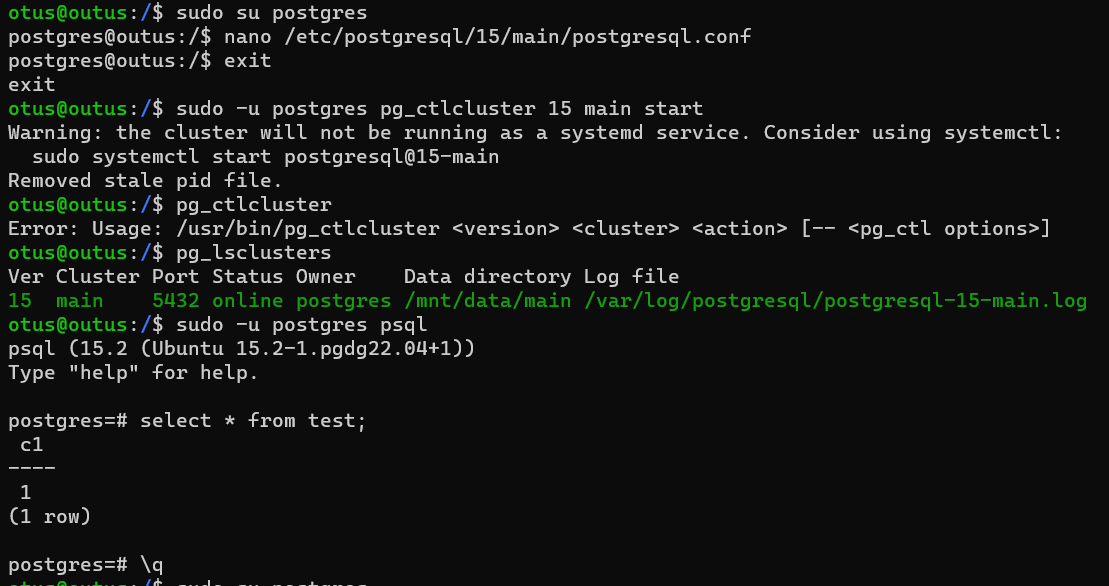 otus@outus:/$ sudo su postgres
postgres@outus:/$ nano /etc/postgresql/15/main/postgresql.conf
postgres@outus:/$ exit
exit
otus@outus:/$ sudo -u postgres pg_ctlcluster 15 main start
Warning: the cluster will not be running as a systemd service. Consider using systemctl:
  sudo systemctl start postgresql@15-main
Removed stale pid file.
otus@outus:/$ pg_ctlcluster
Error: Usage: /usr/bin/pg_ctlcluster <version> <cluster> <action> [-- <pg_ctl options>]
otus@outus:/$ pg_lsclusters
Ver Cluster Port Status Owner    Data directory Log file
15  main    5432 online postgres /mnt/data/main /var/log/postgresql/postgresql-15-main.log
otus@outus:/$ sudo -u postgres psql
psql (15.2 (Ubuntu 15.2-1.pgdg22.04+1))
Type "help" for help.

postgres=# select * from test;
 c1
----
 1
(1 row)

postgres=# \q
otus@outus:/$ sudo su postgres